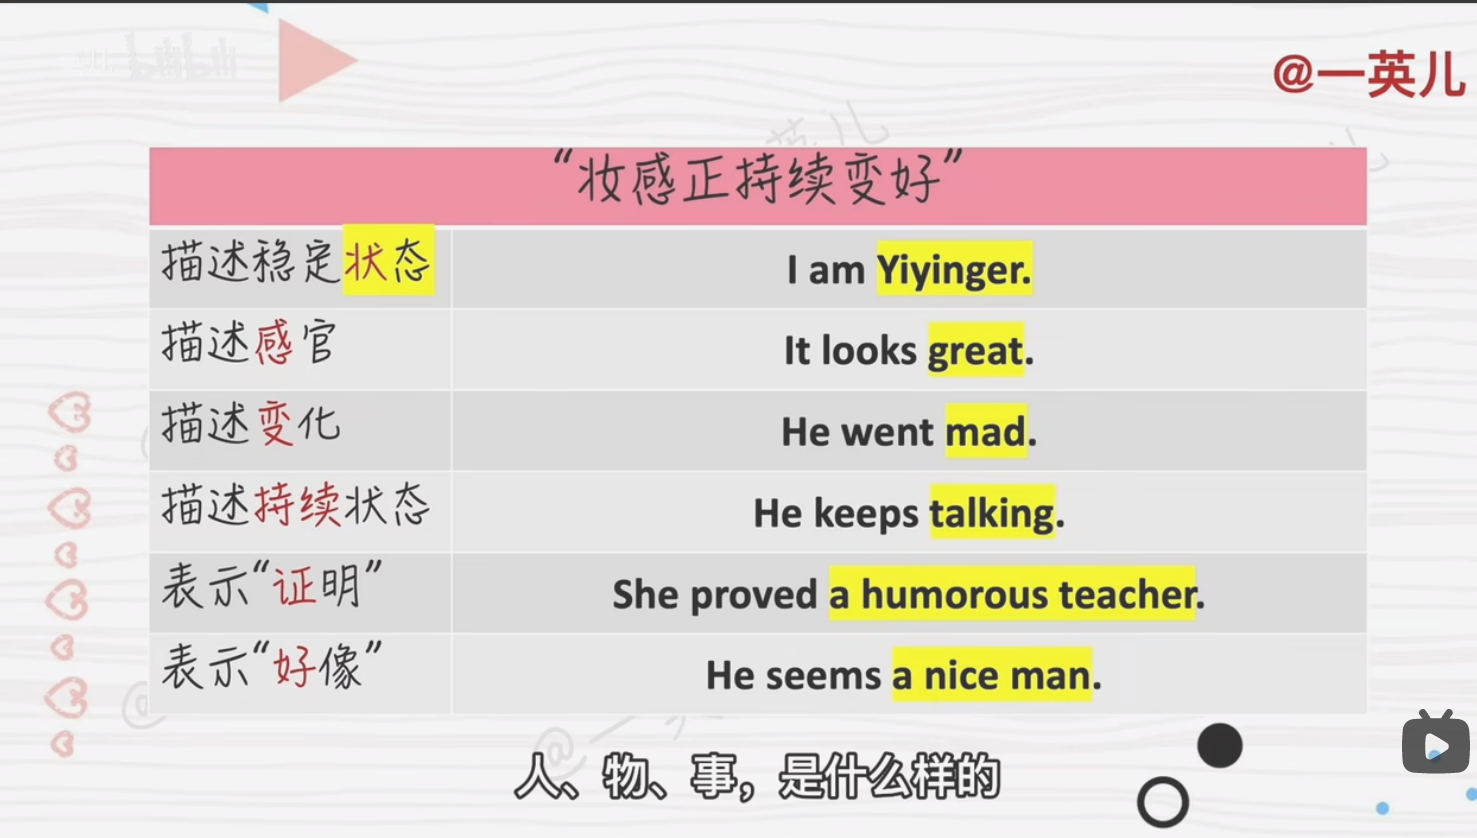 @一英儿
“妆感正持续变好”
描述稳定状态
I am Yiyinger.
描述感官
It looks great.
描述变化
He went mad.
描述持续状态
He keeps talking.
表示“证明”
She proved a humorous teacher.
表示“好像”
He seems a nice man.
人、物、事，是什么样的